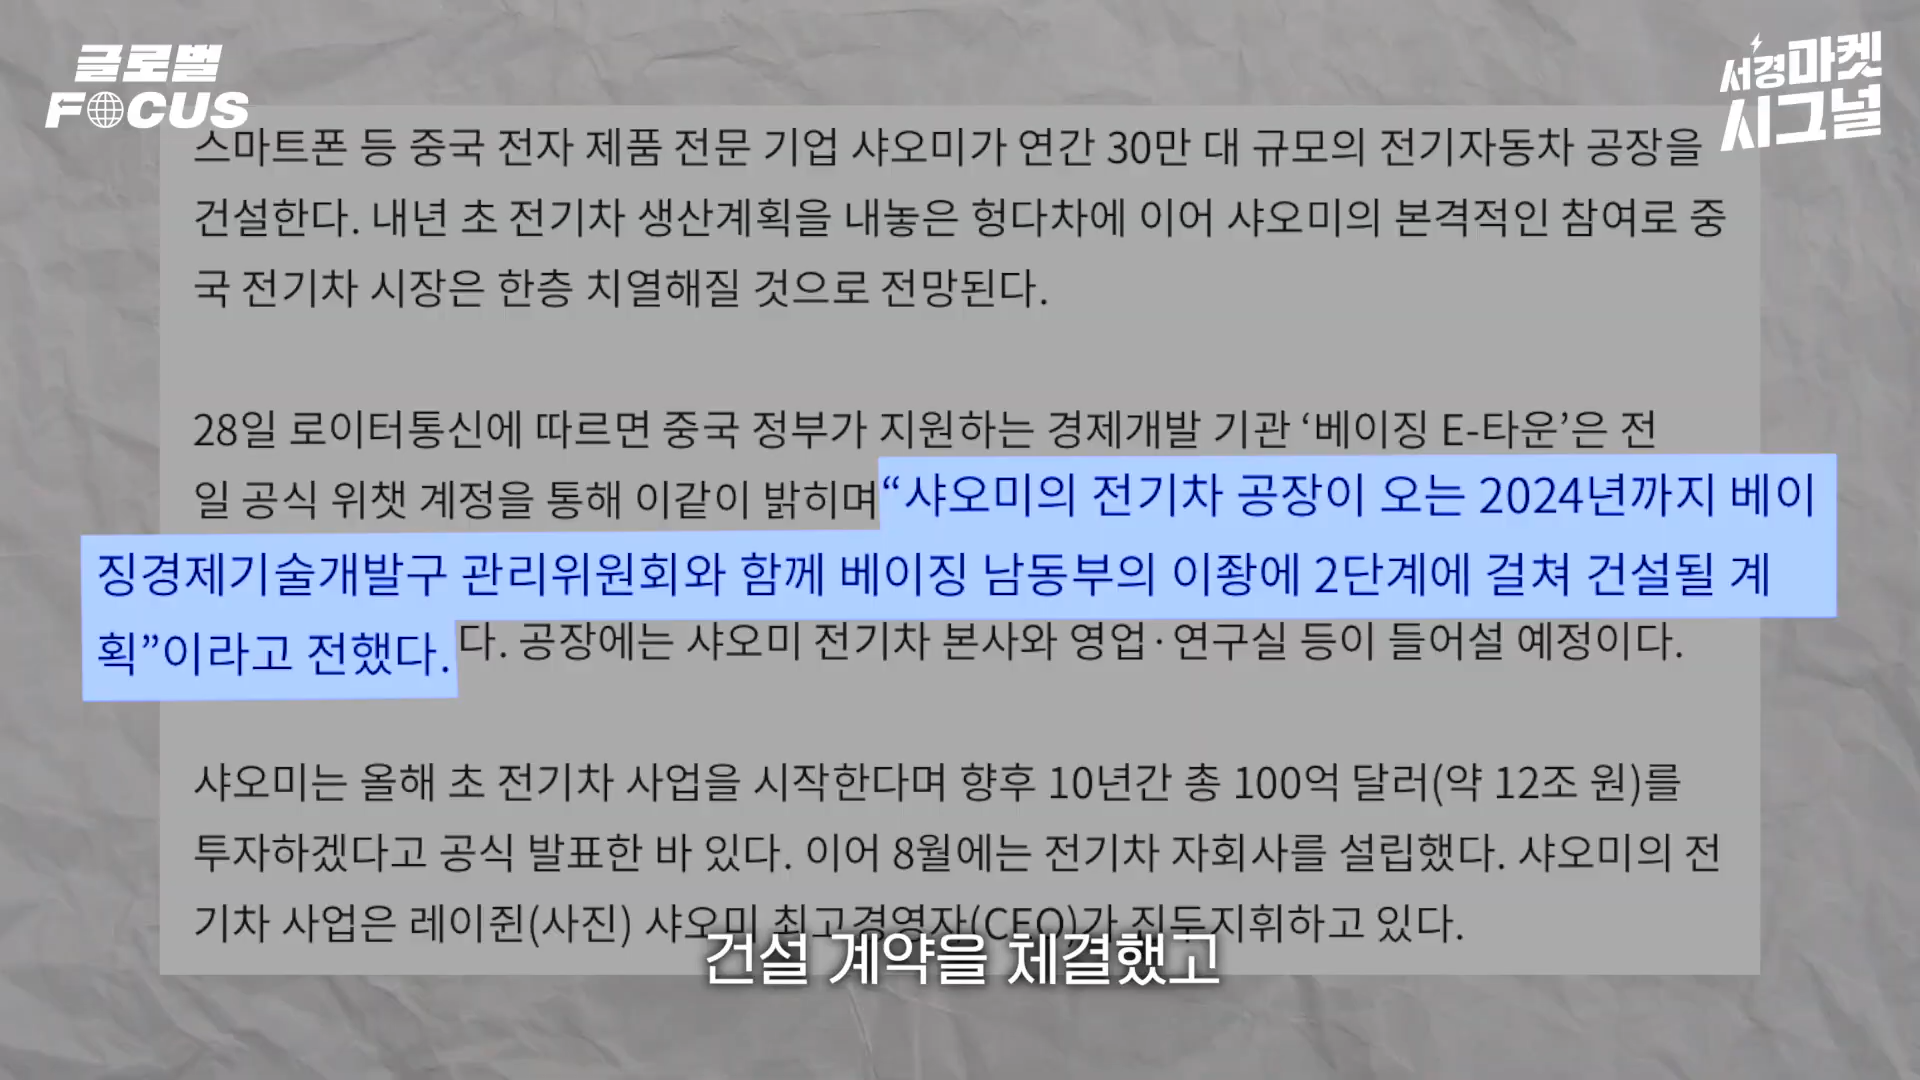 글로벌
FOCUS
서경마켓
시그널
스마트폰 등 중국 전자 제품 전문 기업 샤오미가 연간 30만 대 규모의 전기자동차 공장을
건설한다. 내년 초 전기차 생산계획을 내놓은 헝다차에 이어 샤오미의 본격적인 참여로 중
국 전기차 시장은 한층 치열해질 것으로 전망된다.
28일 로이터통신에 따르면 중국 정부가 지원하는 경제개발 기관 ‘베이징 E-타운’은 전
일 공식 위챗 계정을 통해 이같이 밝히며 “샤오미의 전기차 공장이 오는 2024년까지 베이
징경제기술개발구 관리위원회와 함께 베이징 남동부의 이좡에 2단계에 걸쳐 건설될 계
획”이라고 전했다. 다. 공장에는 샤오미 전기차 본사와 영업·연구실 등이 들어설 예정이다.
샤오미는 올해 초 전기차 사업을 시작한다며 향후 10년간 총 100억 달러(약 12조 원)를
투자하겠다고 공식 발표한 바 있다. 이어 8월에는 전기차 자회사를 설립했다. 샤오미의 전
기차 사업은 레이쥔(사진) 샤오미 최고경영자(CEO)가 진두지휘하고 있다.
건설 계약을 체결했고